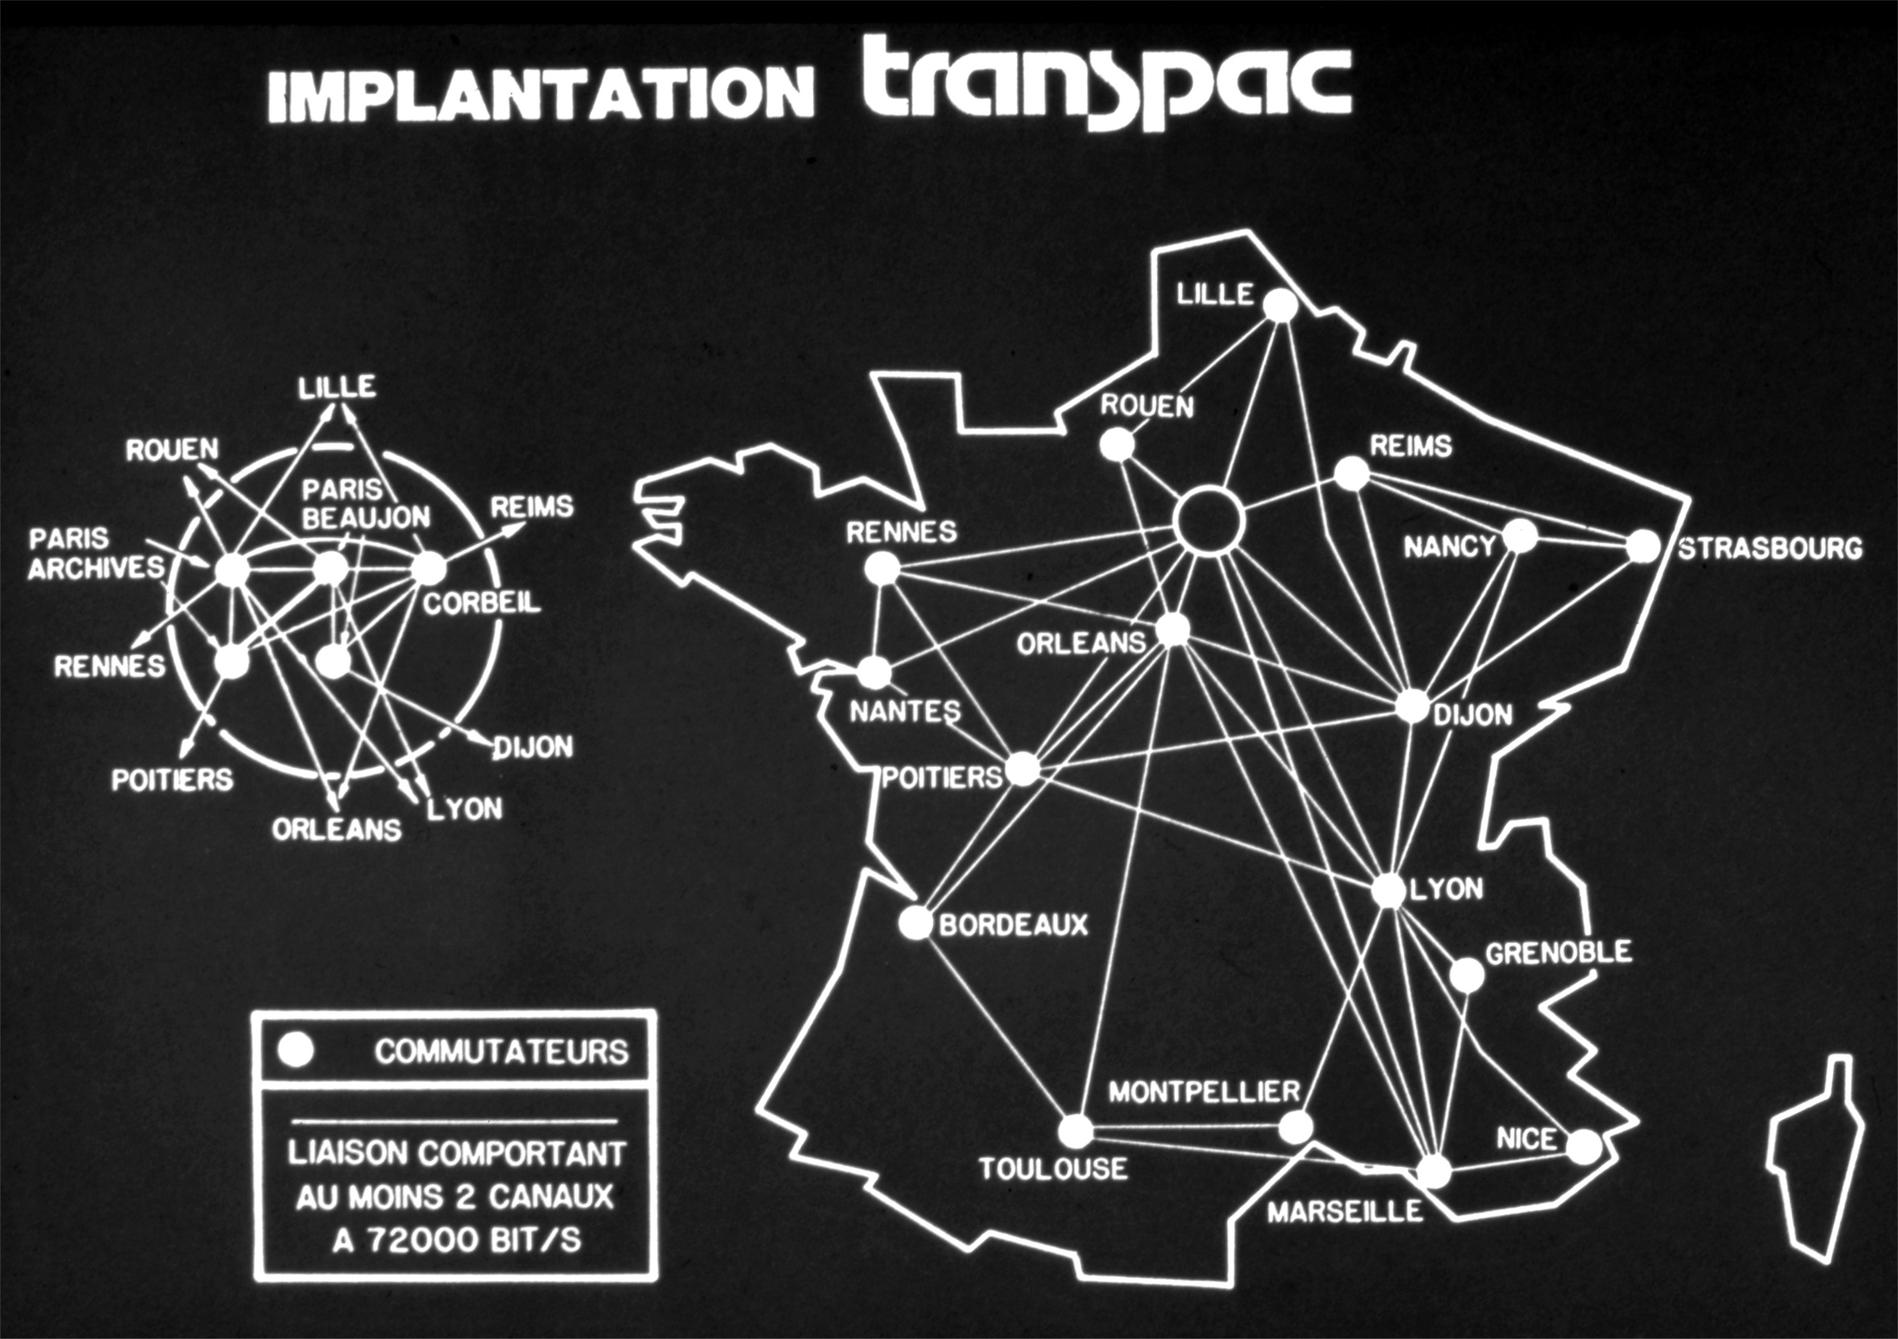 IMPLANTATION transpac
LILLE
ROUEN
PARIS
BEAUJON
REIMS
PARIS
ARCHIVES
CORBEIL
RENNES
DIJON
POITIERS
LYON
ORLEANS
LILLE
ROUEN
REIMS
RENNES
NANCY
STRASBOURG
ORLEANS
NANTES
DIJON
POITIERS
LYON
BORDEAUX
GRENOBLE
MONTPELLIER
NICE
TOULOUSE
MARSEILLE
COMMUTATEURS
LIAISON COMPORTANT
AU MOINS 2 CANAUX
A 72000 BIT/S